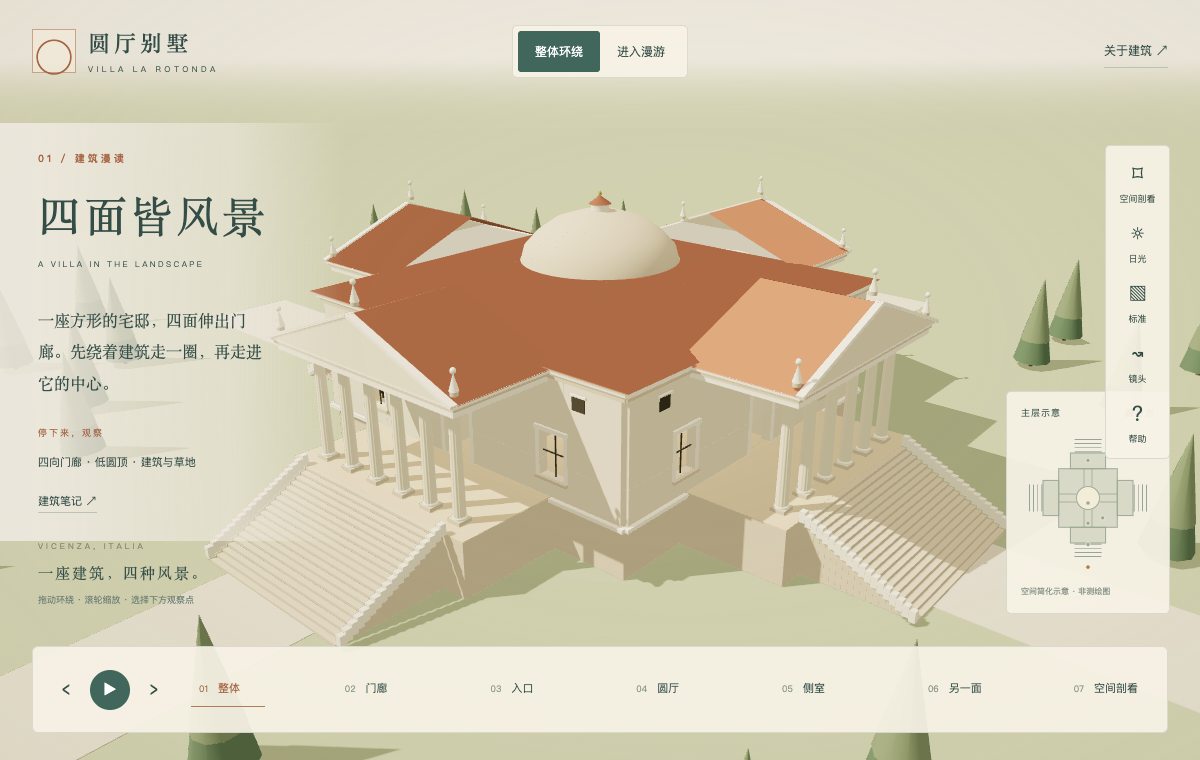 圆厅别墅
VILLA LA ROTONDA
整体环绕
进入漫游
关于建筑 ↗
01 / 建筑漫读
四面皆风景
A VILLA IN THE LANDSCAPE
一座方形的宅邸，四面伸出门
廊。先绕着建筑走一圈，再走进
它的中心。
停下来，观察
四向门廊 · 低圆顶 · 建筑与草地
建筑笔记 ↗
VICENZA, ITALIA
一座建筑，四种风景。
拖动环绕 · 滚轮缩放 · 选择下方观察点
空间剖看
日光
标准
镜头
?
帮助
主层示意
空间简化示意 · 非测绘图
01 整体
02 门廊
03 入口
04 圆厅
05 侧室
06 另一面
07 空间剖看